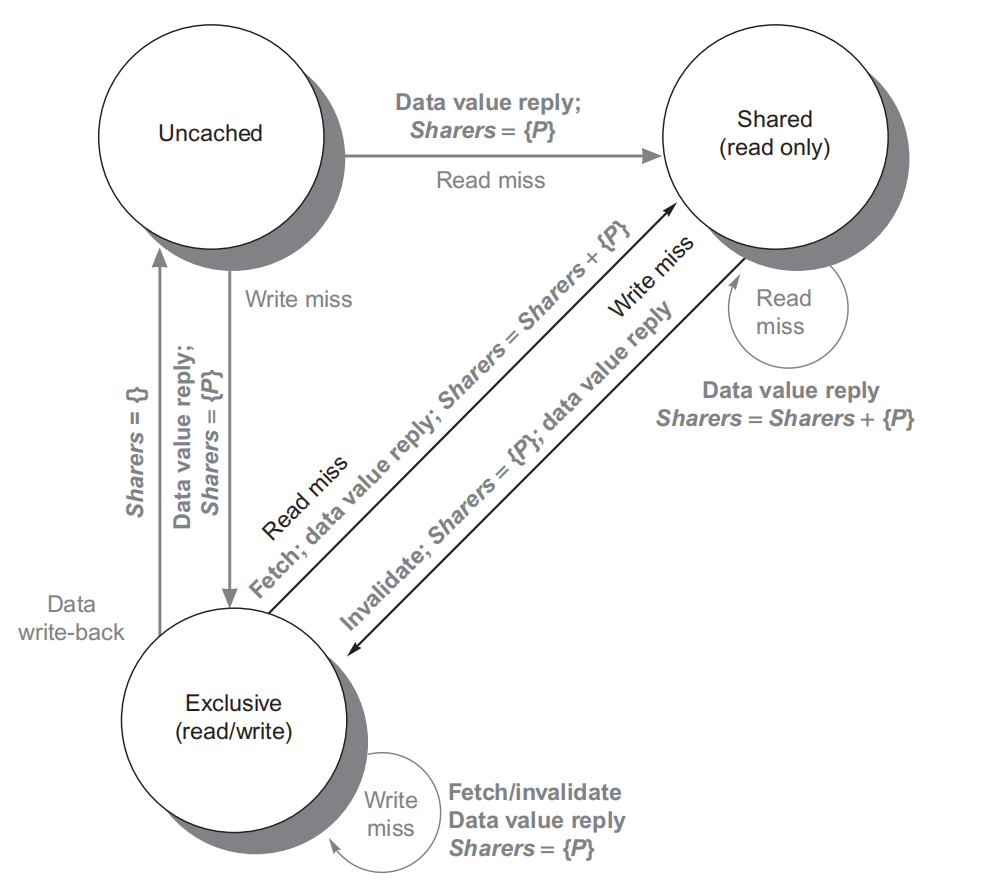 Uncached
Data value reply;
Sharers = {P}
Read miss
Shared
(read only)
Write miss
Sharers = {}
Data value reply;
Sharers = {P}
Data
write-back
Read miss
Fetch; data value reply; Sharers = Sharers + {P}
Write miss
Invalidate; Sharers = {P}; data value reply
Read
miss
Data value reply
Sharers = Sharers + {P}
Exclusive
(read/write)
Write
miss
Fetch/invalidate
Data value reply
Sharers = {P}